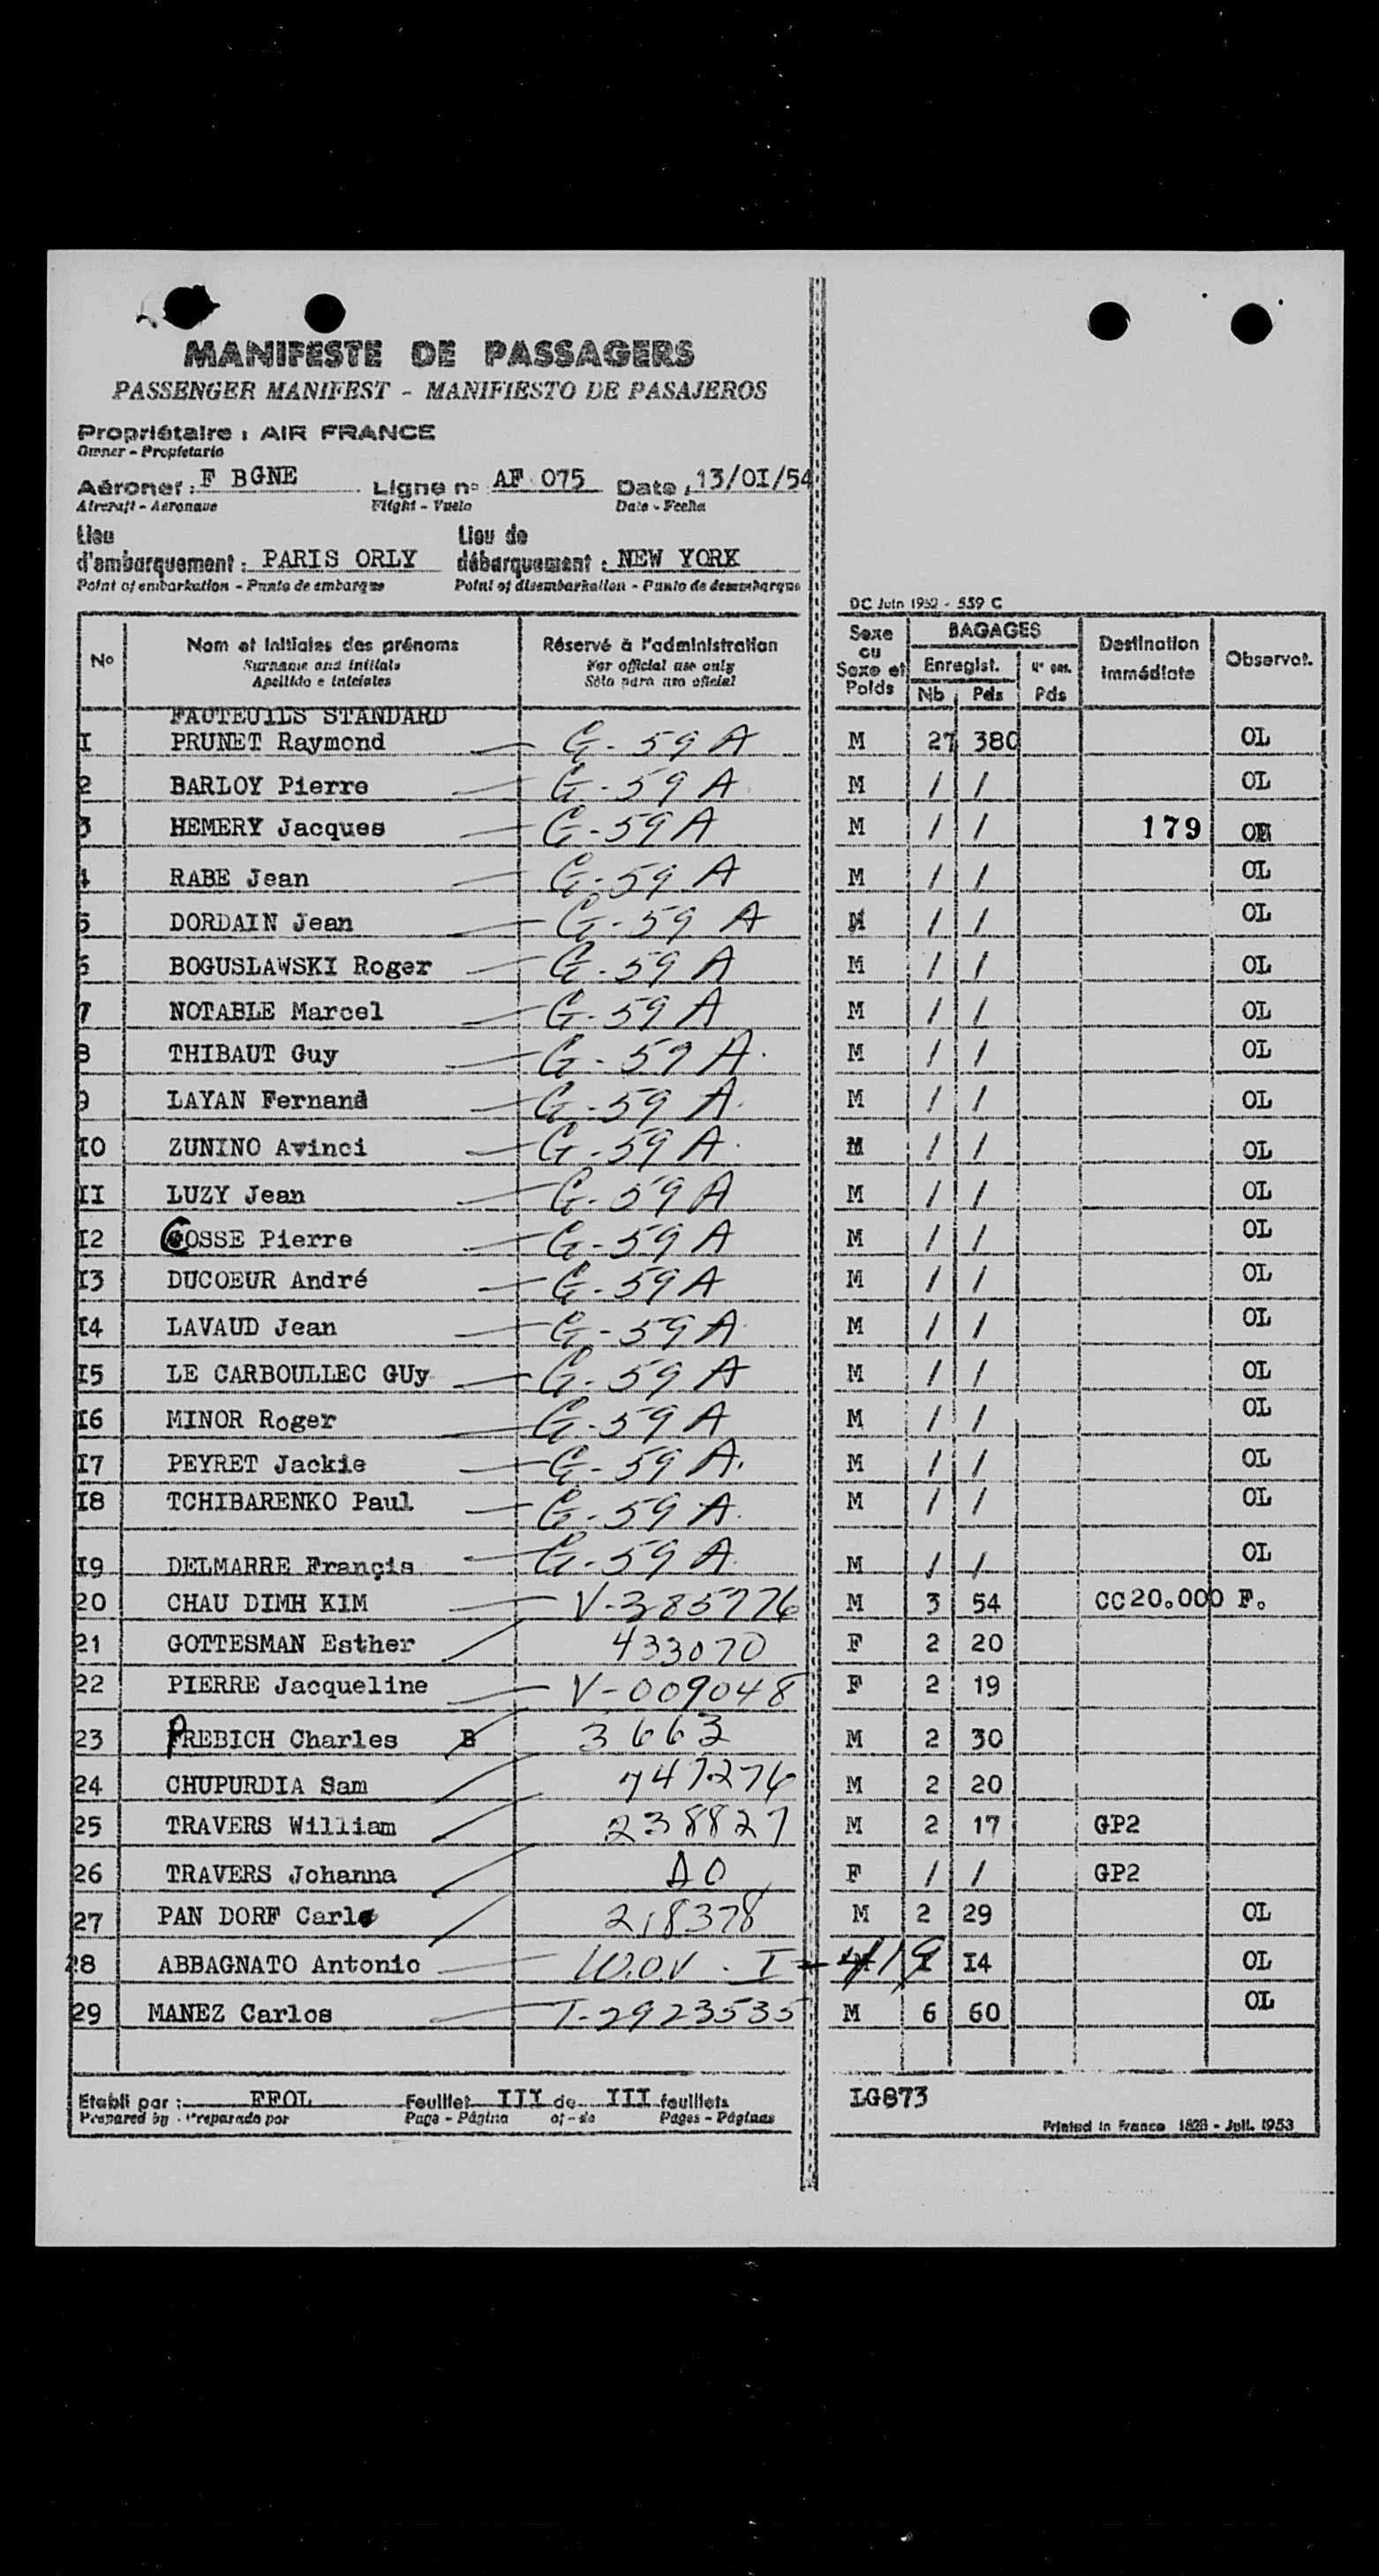 MANIFESTE DE PASSAGERS
PASSENGER MANIFEST - MANIFIESTO DE PASAJEROS
Propriétaire : AIR FRANCE
Owner - Propietario
Aéronef : F BGNE Ligne n° AF 075 Date : 13/OI/54
Aircraft - Aeronave Flight - Vuelo Date - Fecha
Lieu d'embarquement : PARIS ORLY Lieu de débarquement : NEW YORK
Point of embarkation - Punto de embarque Point of disembarkation - Punto de desembarque
DC Juin 1952 - 559 C
N° Nom et initiales des prénoms Réservé à l'administration Sexe ou Sexe et Poids BAGAGES Destination immédiate Observat.
Surname and initials For official use only Enregist.
Apellido e iniciales Sólo para uso oficial Nb Pds Pds
FAUTEUILS STANDARD
I PRUNET Raymond — G-59A M 27 380 OL
2 BARLOY Pierre — G-59A M / / OL
3 HEMERY Jacques — G-59A M / / 179
4 RABE Jean — G-59A M / / OL
5 DORDAIN Jean — G-59A M / / OL
6 BOGUSLAWSKI Roger — G-59A M / / OL
7 NOTABLE Marcel — G-59A M / / OL
8 THIBAUT Guy — G-59A. M / / OL
9 LAYAN Fernand — G-59A. M / / OL
IO ZUNINO Avinci — G-59A. M / / OL
II LUZY Jean — G-59A M / / OL
I2 COSSE Pierre — G-59A M / / OL
I3 DUCOEUR André — G-59A M / / OL
I4 LAVAUD Jean — G-59A M / / OL
I5 LE CARBOULLEC GUy — G-59A M / / OL
I6 MINOR Roger — G-59A M / / OL
I7 PEYRET Jackie — G-59A. M / / OL
I8 TCHIBARENKO Paul — G-59A. M / / OL
I9 DELMARRE Françis — G-59A. M / / OL
20 CHAU DIMH KIM — V-385776 M 3 54 CC20.000 F.
21 GOTTESMAN Esther 433070 F 2 20
22 PIERRE Jacqueline — V-009048 F 2 19
23 PREBICH Charles B 3663 M 2 30
24 CHUPURDIA Sam 747276 M 2 20
25 TRAVERS William 238827 M 2 17 GP2
26 TRAVERS Johanna DO F / / GP2
27 PAN DORF Carl 218378 M 2 29 OL
28 ABBAGNATO Antonio — W.O.V. I-419 I4 OL
29 MANEZ Carlos — T-2923535 M 6 60 OL
Etabli par : FFOL Feuillet III de III feuillets LG873
Prepared by - Preparado por Page - Página of - de Pages - Páginas
Printed in France 1828 - Juil. 1953